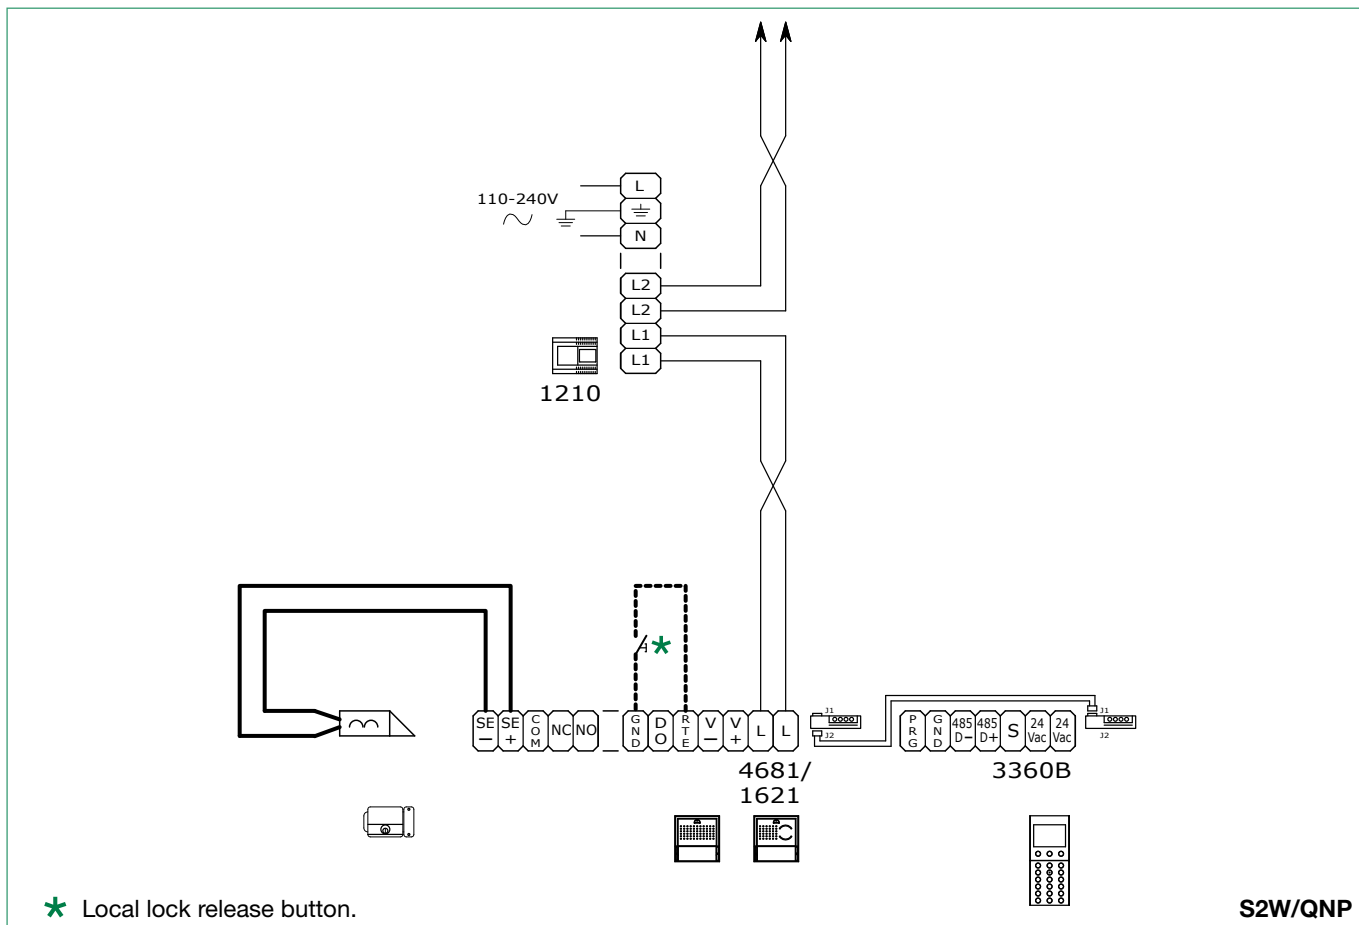 110-240V
L
N
L2
L2
L1
L1
1210
SE − SE + COM NC NO GND DO RTE V − V + L L
J1
J2
PRG GND 485 D− 485 D+ S 24 Vac 24 Vac
J1
J2
4681/
1621
3360B
* Local lock release button.
S2W/QNP